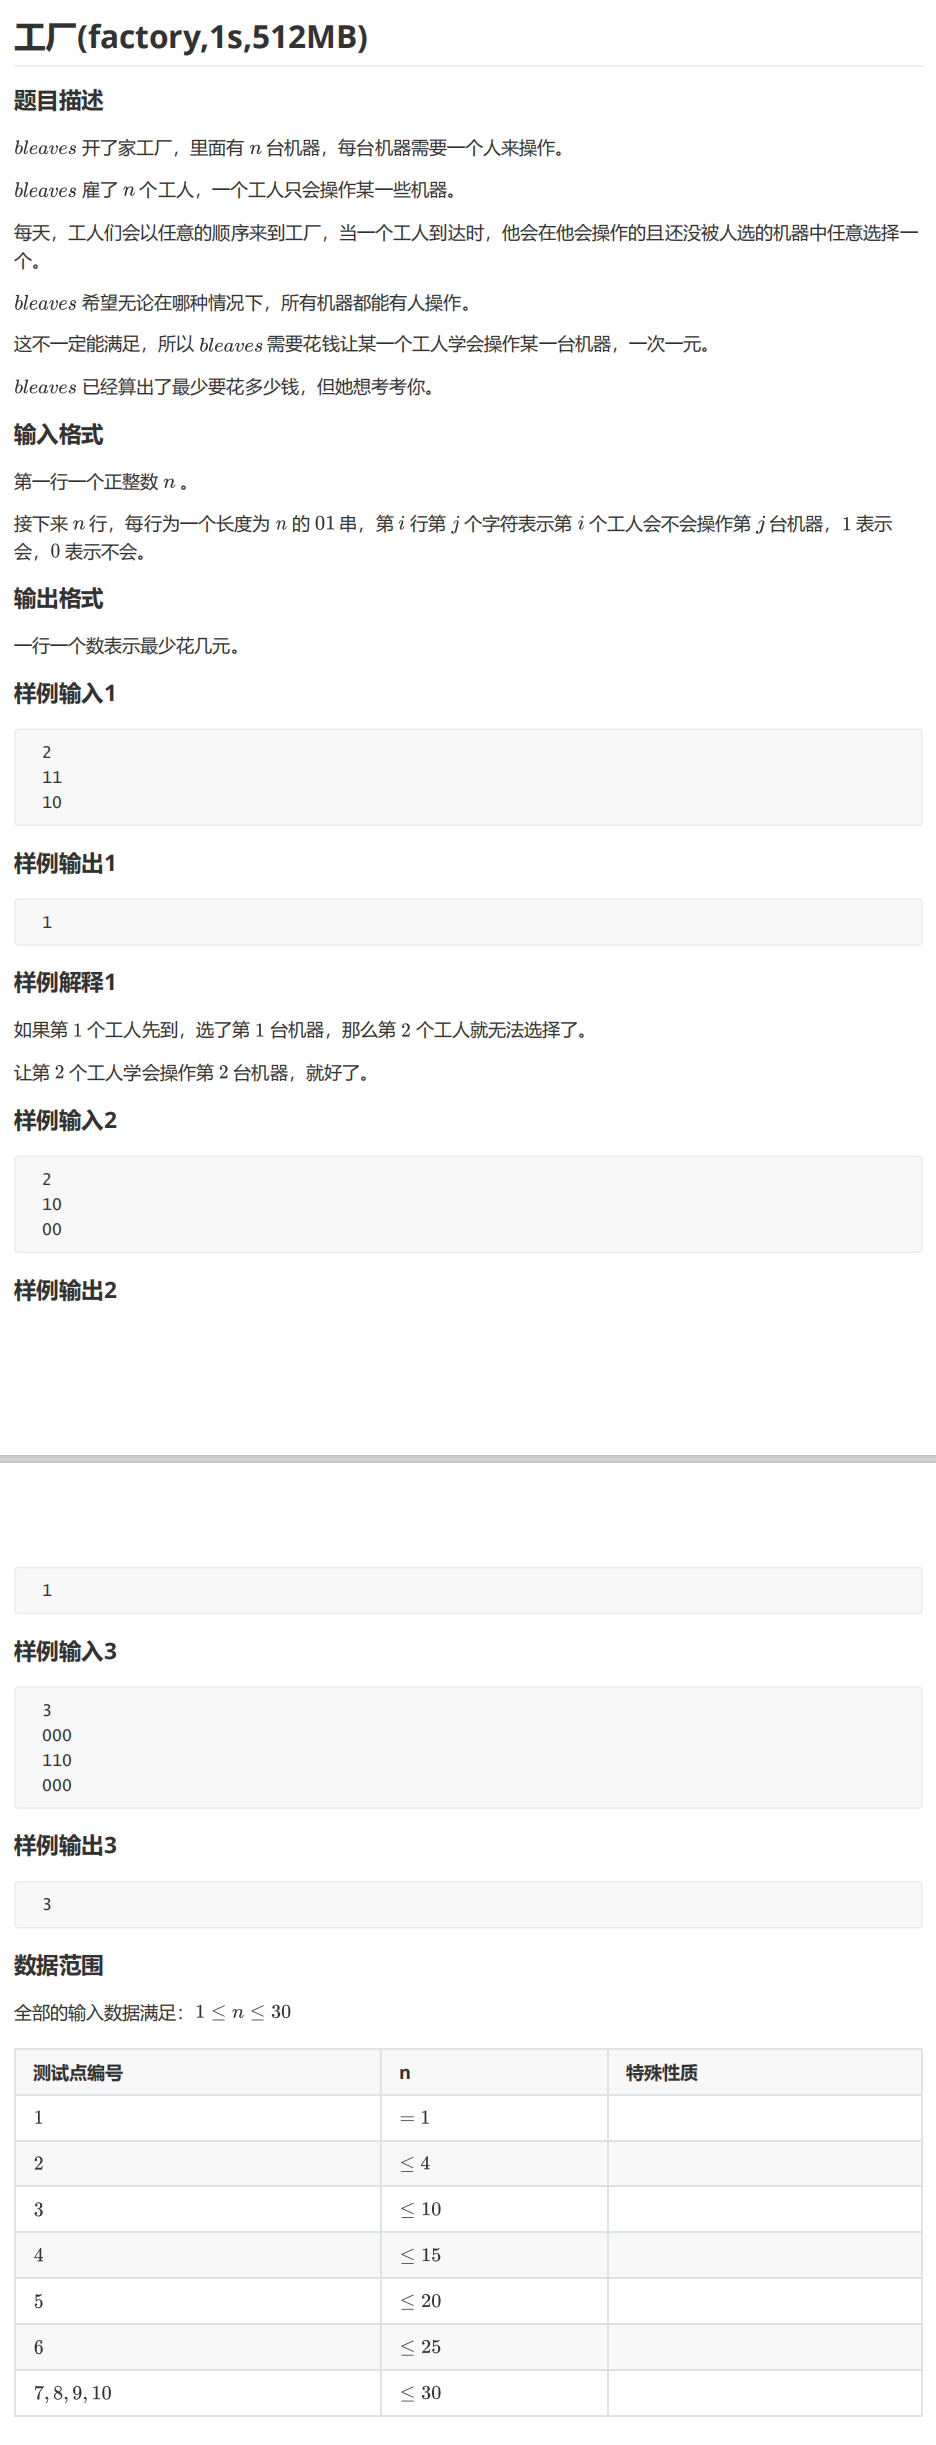 工厂(factory,1s,512MB)
题目描述
bleaves 开了家工厂，里面有 n 台机器，每台机器需要一个人来操作。
bleaves 雇了 n 个工人，一个工人只会操作某一些机器。
每天，工人们会以任意的顺序来到工厂，当一个工人到达时，他会在他会操作的且还没被人选的机器中任意选择一
个。
bleaves 希望无论在哪种情况下，所有机器都能有人操作。
这不一定能满足，所以 bleaves 需要花钱让某一个工人学会操作某一台机器，一次一元。
bleaves 已经算出了最少要花多少钱，但她想考考你。
输入格式
第一行一个正整数 n 。
接下来 n 行，每行为一个长度为 n 的 01 串，第 i 行第 j 个字符表示第 i 个工人会不会操作第 j 台机器，1 表示
会，0 表示不会。
输出格式
一行一个数表示最少花几元。
样例输入1
2
11
10
样例输出1
1
样例解释1
如果第 1 个工人先到，选了第 1 台机器，那么第 2 个工人就无法选择了。
让第 2 个工人学会操作第 2 台机器，就好了。
样例输入2
2
10
00
样例输出2
1
样例输入3
3
000
110
000
样例输出3
3
数据范围
全部的输入数据满足：1 ≤ n ≤ 30
测试点编号 n 特殊性质
1 = 1
2 ≤ 4
3 ≤ 10
4 ≤ 15
5 ≤ 20
6 ≤ 25
7, 8, 9, 10 ≤ 30